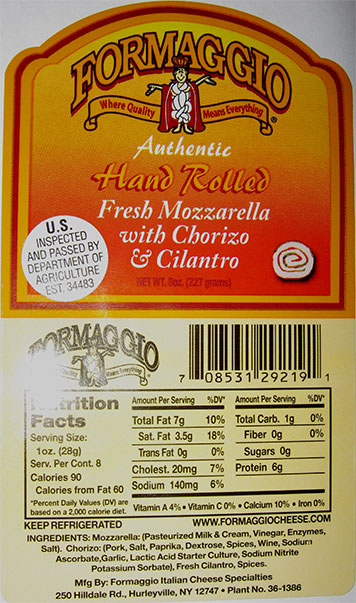 FORMAGGIO
Where Quality Means Everything
®
Authentic
Hand Rolled
Fresh Mozzarella
with Chorizo
& Cilantro
NET WT. 8oz. (227 grams)
U.S.
INSPECTED
AND PASSED BY
DEPARTMENT OF
AGRICULTURE
EST. 34483
FORMAGGIO
Means Everything
7 08531 29219 1
Nutrition
Facts
Serving Size:
1oz. (28g)
Serv. Per Cont. 8
Calories 90
Calories from Fat 60
*Percent Daily Values (DV) are
based on a 2,000 calorie diet.
Amount Per Serving %DV*
Total Fat 7g 10%
Sat. Fat 3.5g 18%
Trans Fat 0g 0%
Cholest. 20mg 7%
Sodium 140mg 6%
Amount Per Serving %DV*
Total Carb. 1g 0%
Fiber 0g 0%
Sugars 0g
Protein 6g
Vitamin A 4% • Vitamin C 0% • Calcium 10% • Iron 0%
KEEP REFRIGERATED WWW.FORMAGGIOCHEESE.COM
INGREDIENTS: Mozzarella: (Pasteurized Milk & Cream, Vinegar, Enzymes,
Salt). Chorizo: (Pork, Salt, Paprika, Dextrose, Spices, Wine, Sodium
Ascorbate,Garlic, Lactic Acid Starter Culture, Sodium Nitrite
Potassium Sorbate), Fresh Cilantro, Spices.
Mfg By: Formaggio Italian Cheese Specialties
250 Hilldale Rd., Hurleyville, NY 12747 • Plant No. 36-1386